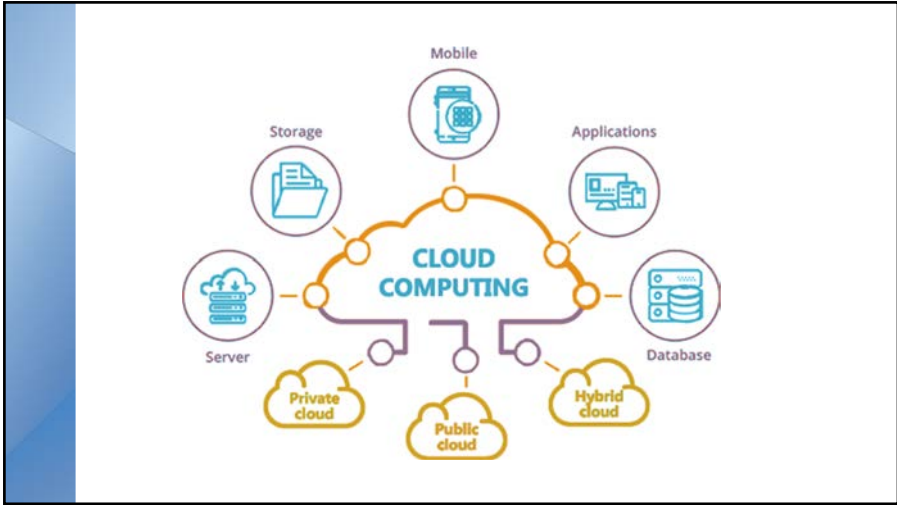 Mobile
Storage
Applications
CLOUD
COMPUTING
Server
Database
Private
cloud
Public
cloud
Hybrid
cloud